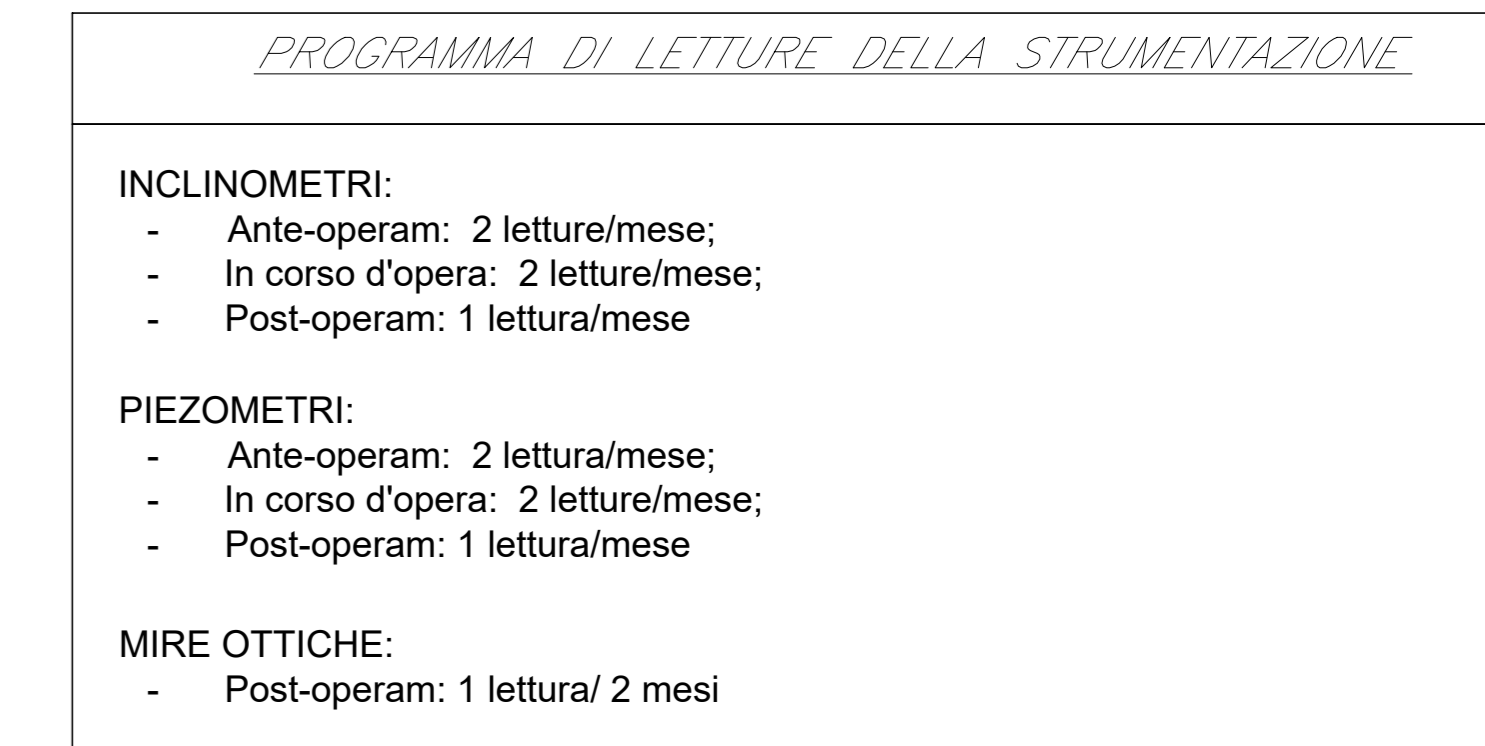 PROGRAMMA DI LETTURE DELLA STRUMENTAZIONE
INCLINOMETRI:
- Ante-operam: 2 letture/mese;
- In corso d'opera: 2 letture/mese;
- Post-operam: 1 lettura/mese
PIEZOMETRI:
- Ante-operam: 2 lettura/mese;
- In corso d'opera: 2 letture/mese;
- Post-operam: 1 lettura/mese
MIRE OTTICHE:
- Post-operam: 1 lettura/ 2 mesi